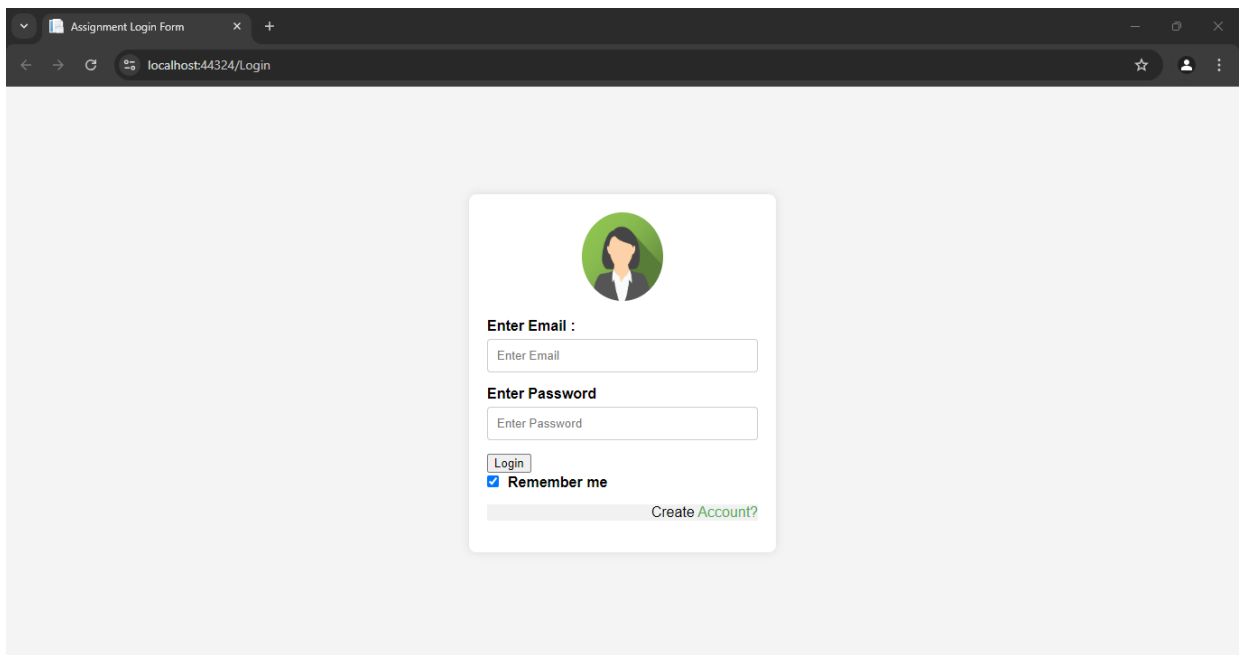 Assignment Login Form
localhost:44324/Login
Enter Email :
Enter Email
Enter Password
Enter Password
Login
Remember me
Create Account?